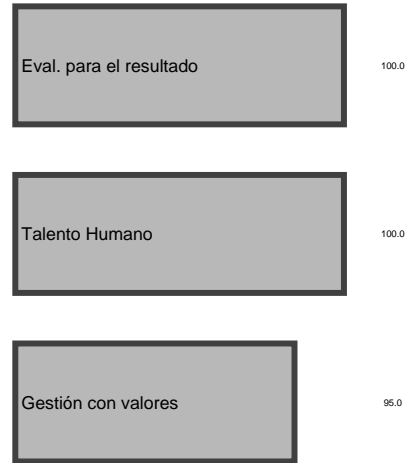 Eval. para el resultado 100.0
Talento Humano 100.0
Gestión con valores 95.0